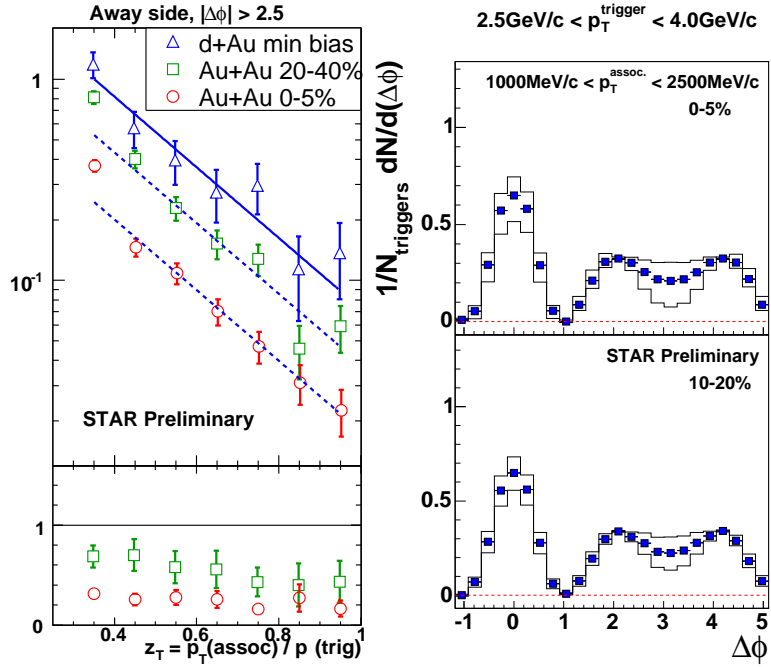 Away side, |Δϕ| > 2.5
d+Au min bias
Au+Au 20-40%
Au+Au 0-5%
1
10⁻¹
STAR Preliminary
1
0
0.4 0.6 0.8 1
z_T = p_T(assoc) / p (trig)
2.5GeV/c < p_T^trigger < 4.0GeV/c
1000MeV/c < p_T^assoc. < 2500MeV/c
0-5%
1/N_triggers dN/d(Δϕ)
1
0.5
0
STAR Preliminary
10-20%
1
0.5
0
-1 0 1 2 3 4 5
Δϕ